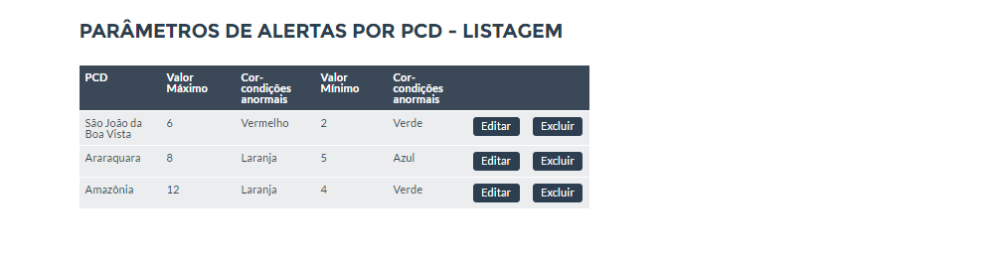 PARÂMETROS DE ALERTAS POR PCD - LISTAGEM
PCD Valor Máximo Cor-condições anormais Valor Mínimo Cor-condições anormais
São João da Boa Vista 6 Vermelho 2 Verde Editar Excluir
Araraquara 8 Laranja 5 Azul Editar Excluir
Amazônia 12 Laranja 4 Verde Editar Excluir